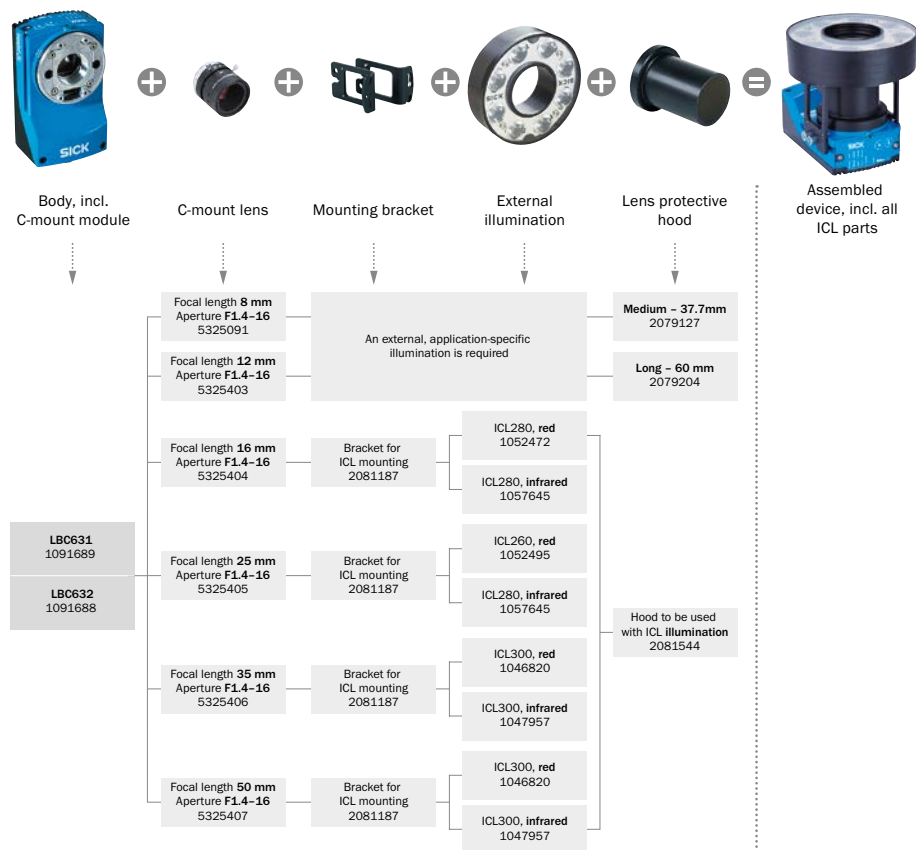 SICK
SICK
SICK
SICK
Body, incl.
C-mount module
C-mount lens
Mounting bracket
External
illumination
Lens protective
hood
Assembled
device, incl. all
ICL parts
Focal length 8 mm
Aperture F1.4–16
5325091
An external, application-specific
illumination is required
Medium – 37.7mm
2079127
Focal length 12 mm
Aperture F1.4–16
5325403
Long – 60 mm
2079204
Focal length 16 mm
Aperture F1.4–16
5325404
Bracket for
ICL mounting
2081187
ICL280, red
1052472
ICL280, infrared
1057645
LBC631
1091689
LBC632
1091688
Focal length 25 mm
Aperture F1.4–16
5325405
Bracket for
ICL mounting
2081187
ICL260, red
1052495
ICL280, infrared
1057645
Hood to be used
with ICL illumination
2081544
Focal length 35 mm
Aperture F1.4–16
5325406
Bracket for
ICL mounting
2081187
ICL300, red
1046820
ICL300, infrared
1047957
Focal length 50 mm
Aperture F1.4–16
5325407
Bracket for
ICL mounting
2081187
ICL300, red
1046820
ICL300, infrared
1047957